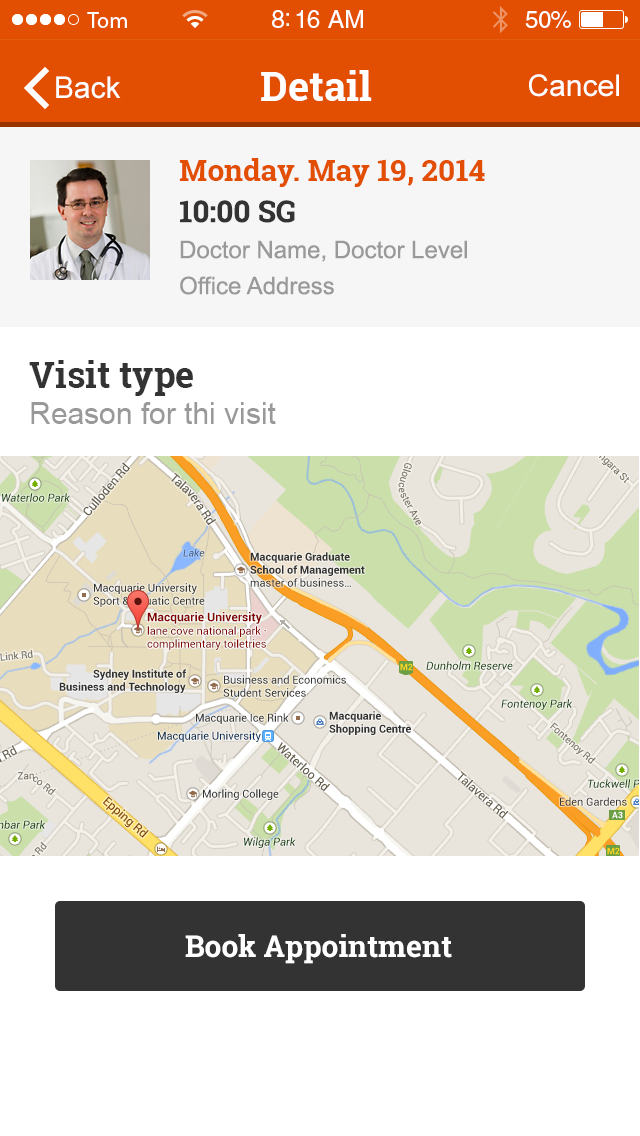 Tom 8:16 AM 50%
Back Detail Cancel
Monday. May 19, 2014
10:00 SG
Doctor Name, Doctor Level
Office Address
Visit type
Reason for thi visit
Waterloo Park
Culloden Rd
Talavera Rd
Gloucester Ave
ngara St.
Lake
Macquarie Graduate
School of Management
master of business...
Macquarie University
Sport & uatic Centre
Macquarie University
lane cove national park -
complimentary toiletries
Link Rd
Sydney Institute of
Business and Technology
Business and Economics
Student Services
M2
Dunholm Reserve
Fontenoy Park
Macquarie Ice Rink
Macquarie
Shopping Centre
Macquarie University
Fontenoy Rd
Rd
Zanco Rd
Waterloo Rd
Talavera Rd
Tuckwell P
Morling College
Eden Gardens
Epping Rd
A3
nbar Park
Wilga Park
Rd
M2
Book Appointment